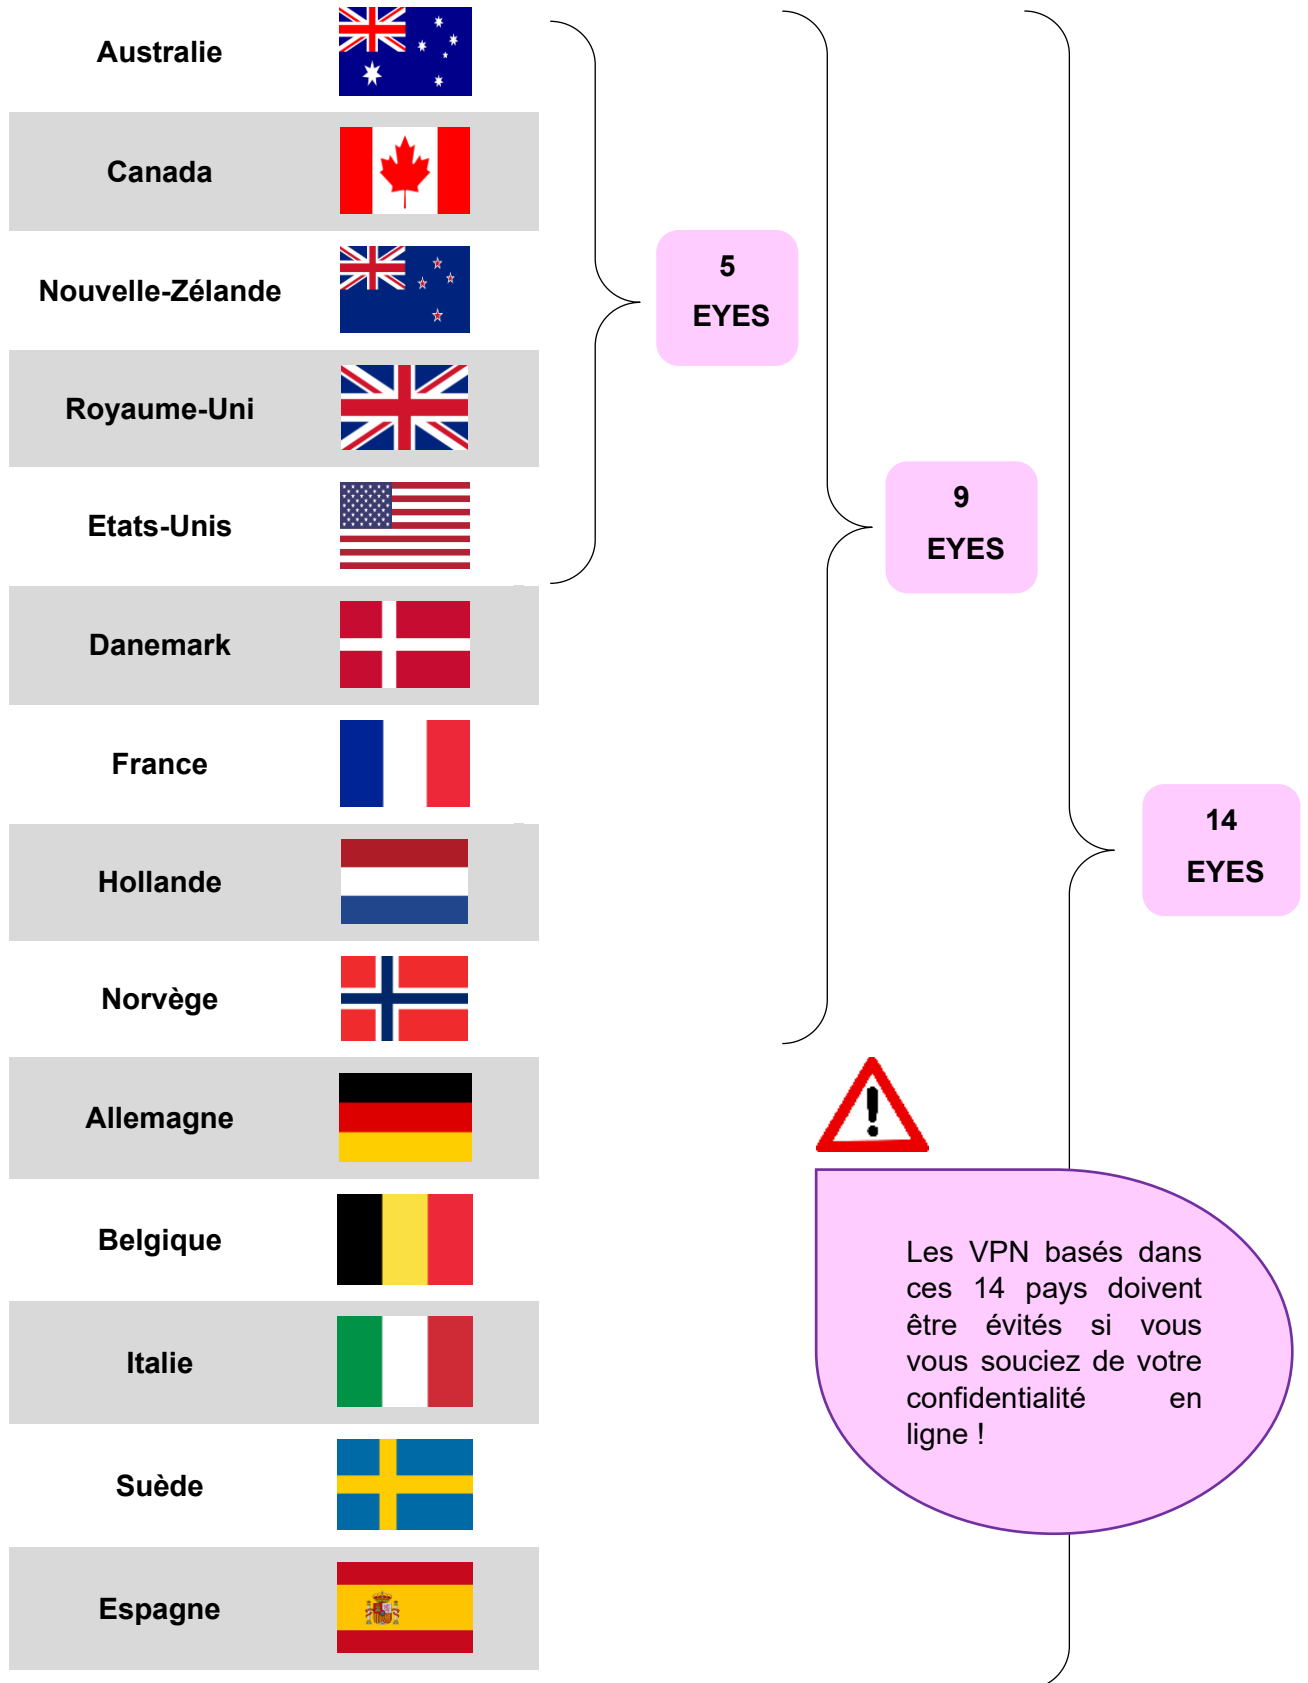 Australie
Canada
Nouvelle-Zélande
Royaume-Uni
Etats-Unis
Danemark
France
Hollande
Norvège
Allemagne
Belgique
Italie
Suède
Espagne
5
EYES
9
EYES
14
EYES
Les VPN basés dans
ces 14 pays doivent
être évités si vous
vous souciez de votre
confidentialité en
ligne !